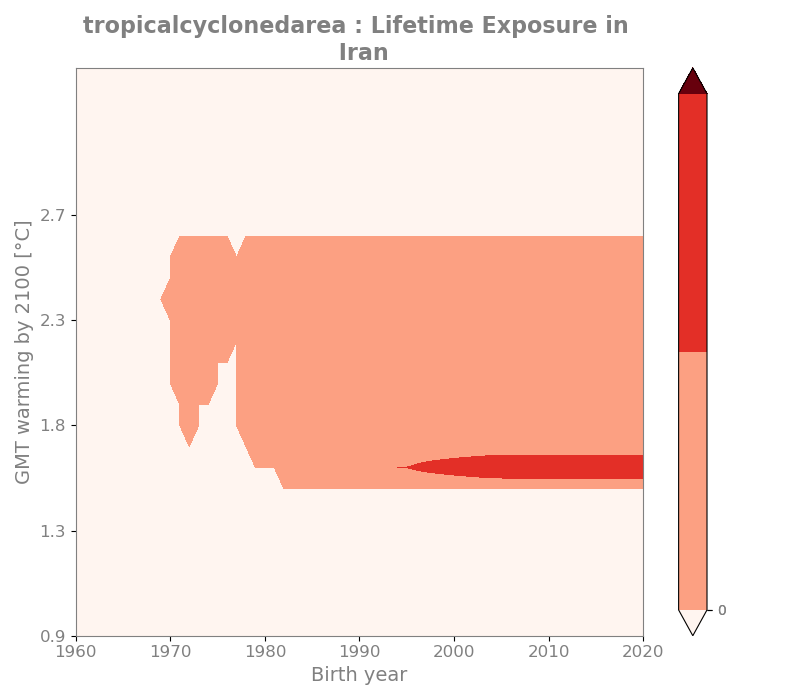 tropicalcyclonedarea : Lifetime Exposure in
Iran
GMT warming by 2100 [°C]
2.7
2.3
1.8
1.3
0.9
1960 1970 1980 1990 2000 2010 2020
Birth year
0